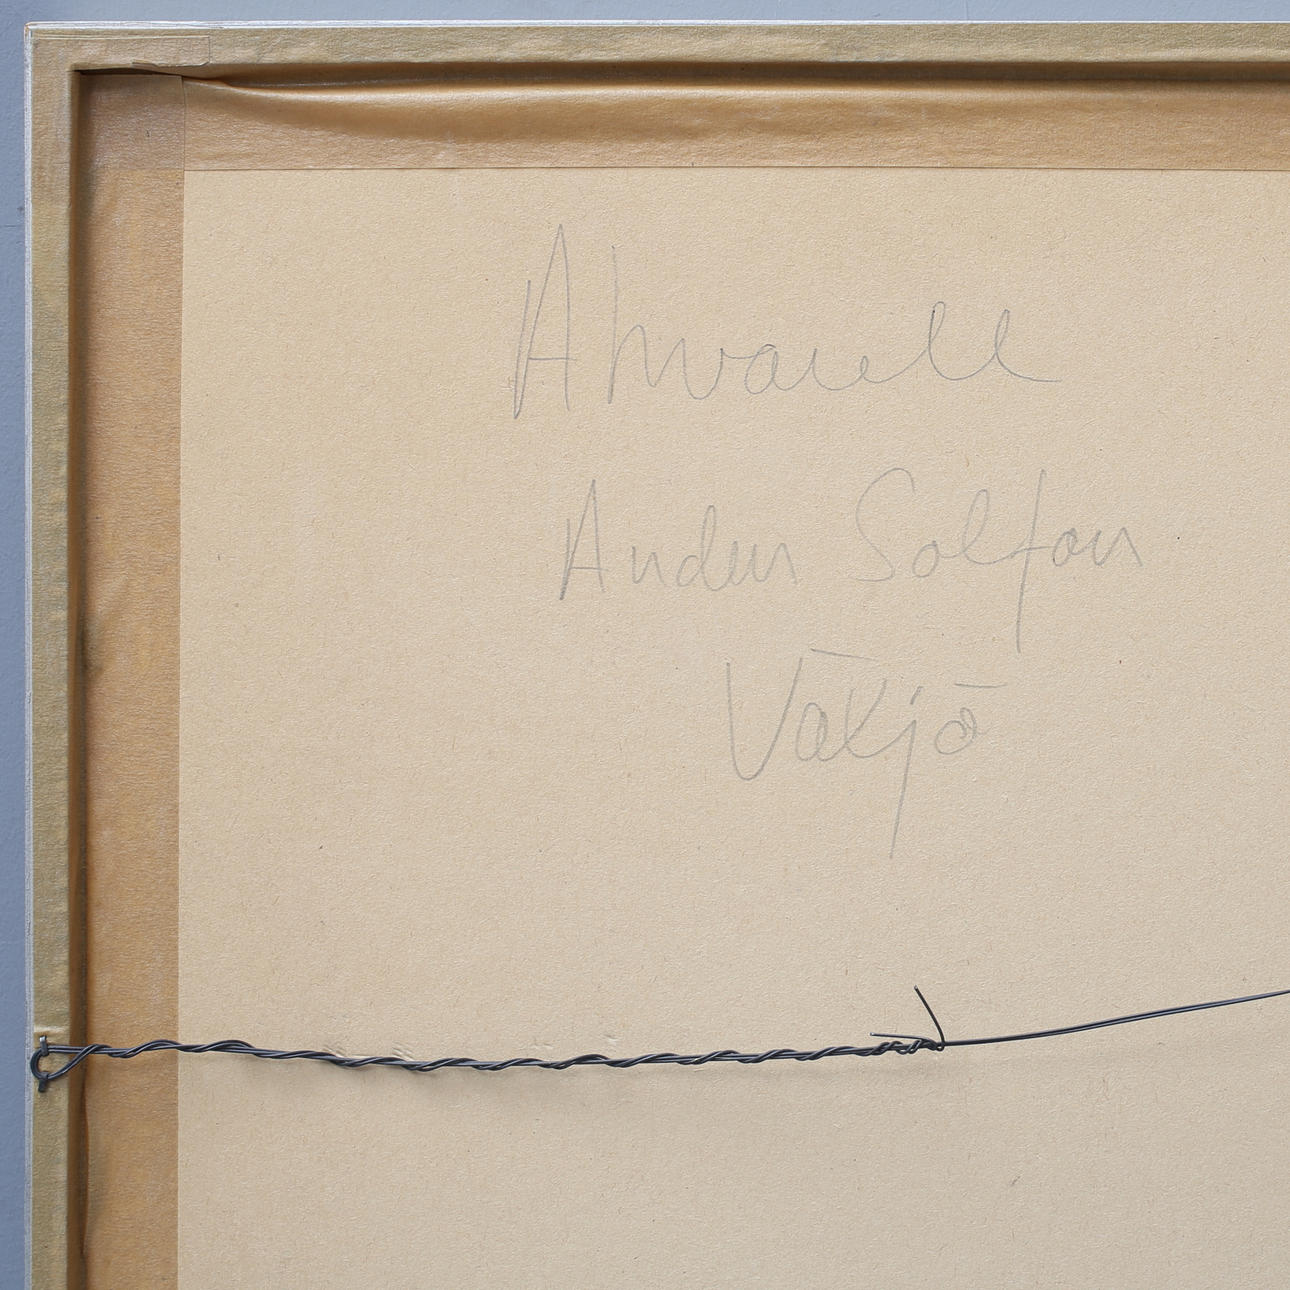 Akvarell
Anders Solfors
Växjö